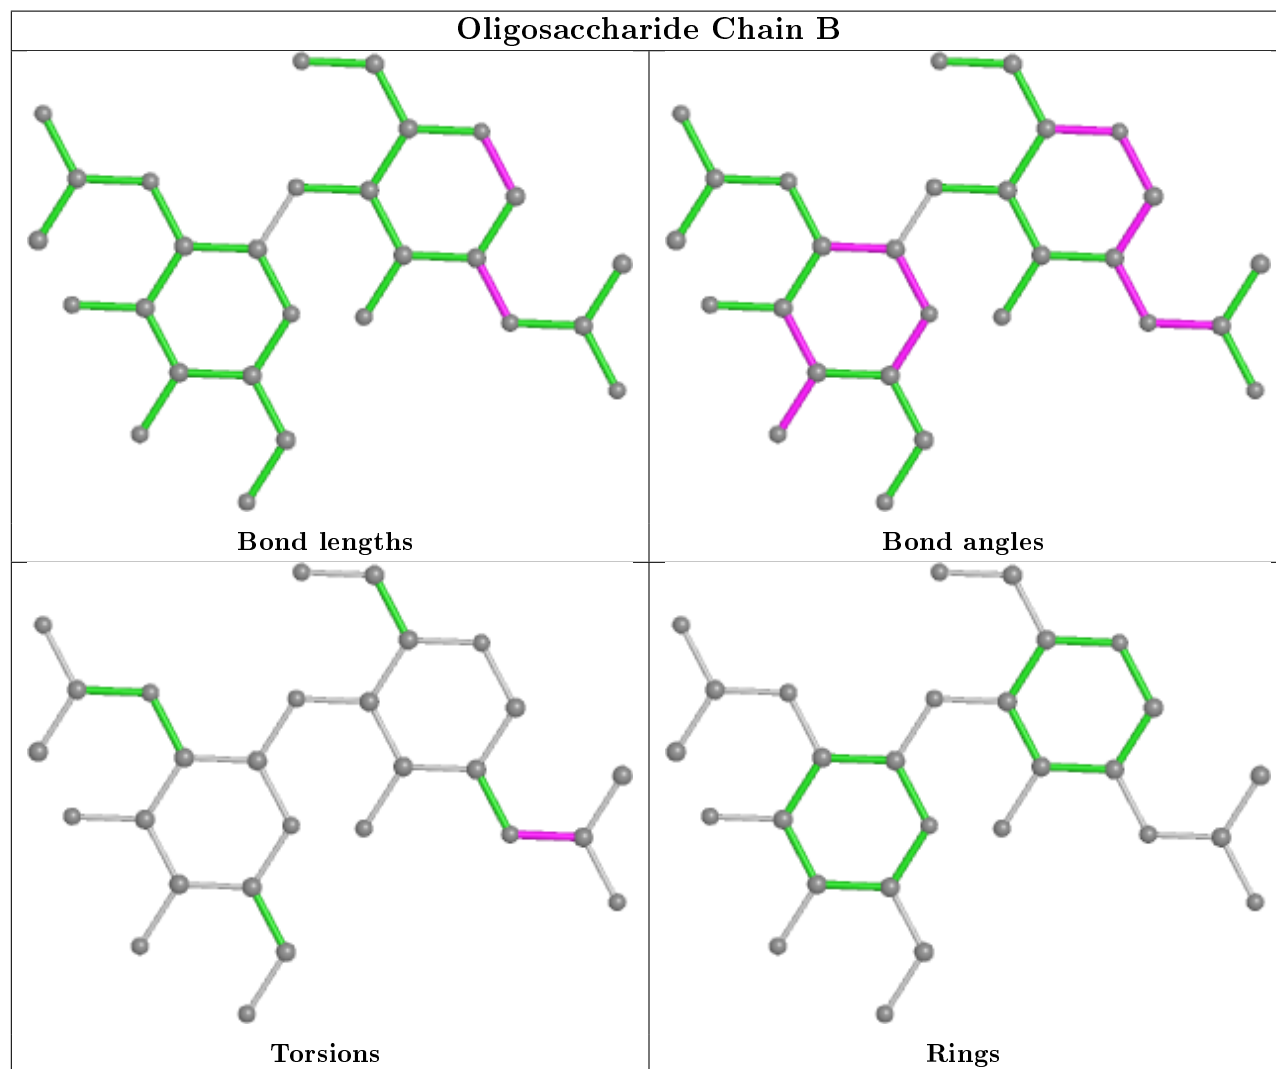 Oligosaccharide Chain B
Bond lengths
Bond angles
Torsions
Rings